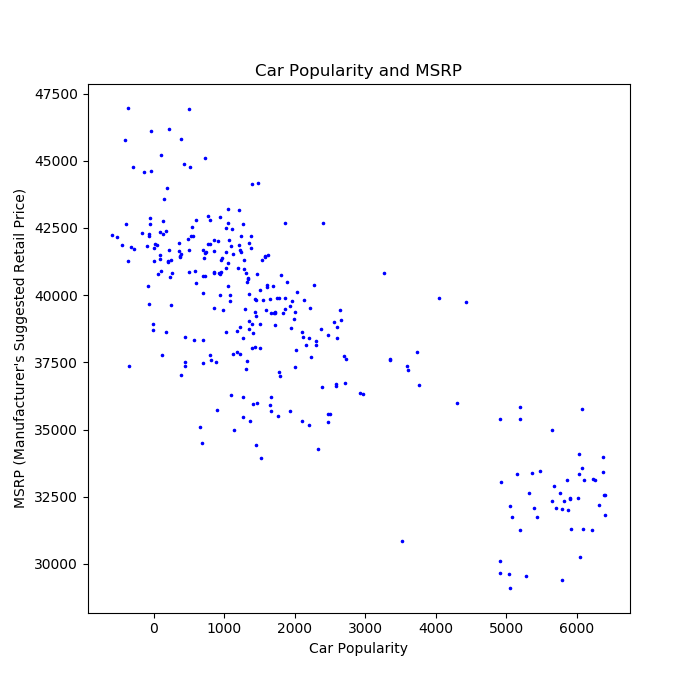 Car Popularity and MSRP
47500
45000
42500
40000
37500
35000
32500
30000
MSRP (Manufacturer's Suggested Retail Price)
0 1000 2000 3000 4000 5000 6000
Car Popularity